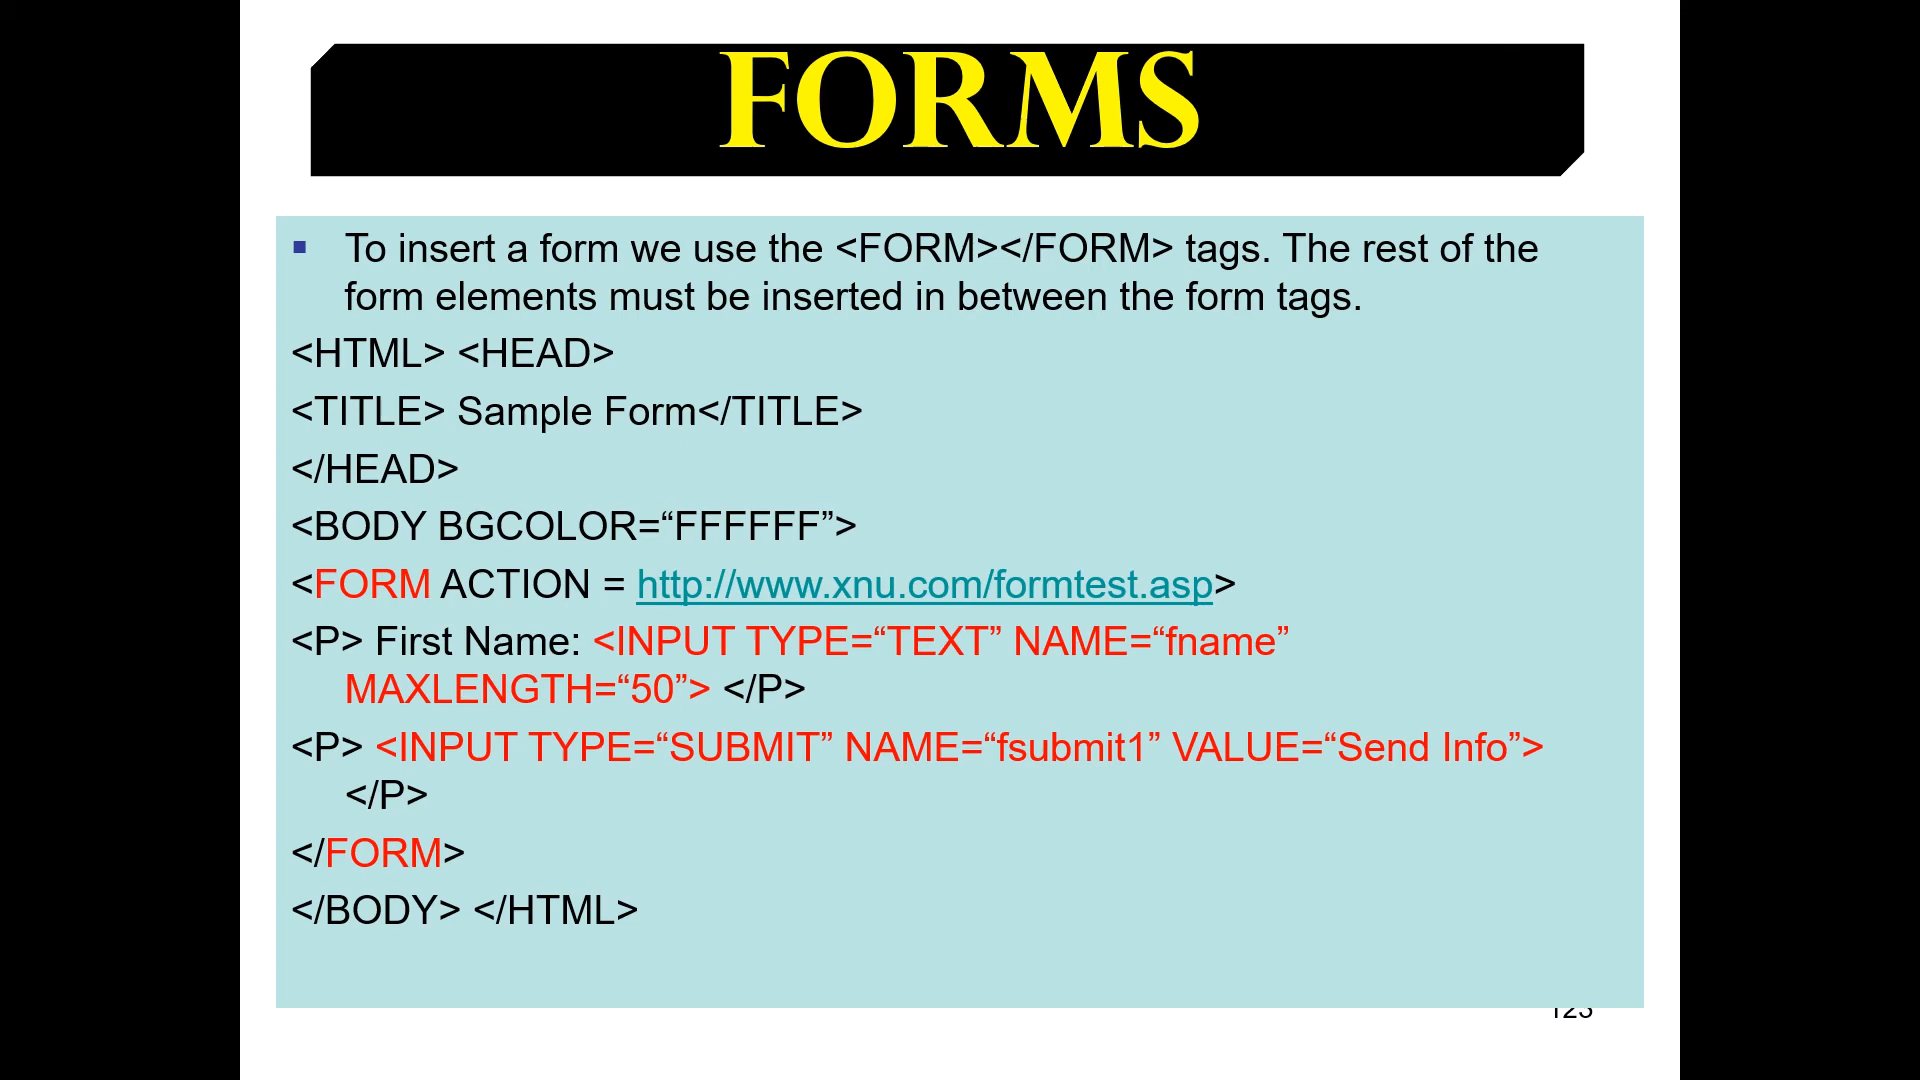 FORMS
▪ To insert a form we use the <FORM></FORM> tags. The rest of the
form elements must be inserted in between the form tags.
<HTML> <HEAD>
<TITLE> Sample Form</TITLE>
</HEAD>
<BODY BGCOLOR=“FFFFFF”>
<FORM ACTION = http://www.xnu.com/formtest.asp>
<P> First Name: <INPUT TYPE=“TEXT” NAME=“fname”
MAXLENGTH=“50”> </P>
<P> <INPUT TYPE=“SUBMIT” NAME=“fsubmit1” VALUE=“Send Info”>
</P>
</FORM>
</BODY> </HTML>